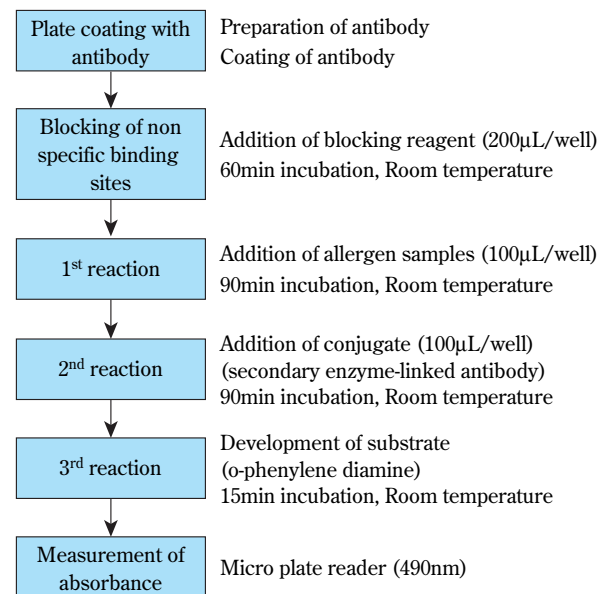 Plate coating with
antibody
Preparation of antibody
Coating of antibody
Blocking of non
specific binding
sites
Addition of blocking reagent (200μL/well)
60min incubation, Room temperature
1st reaction
Addition of allergen samples (100μL/well)
90min incubation, Room temperature
2nd reaction
Addition of conjugate (100μL/well)
(secondary enzyme-linked antibody)
90min incubation, Room temperature
3rd reaction
Development of substrate
(o-phenylene diamine)
15min incubation, Room temperature
Measurement of
absorbance
Micro plate reader (490nm)